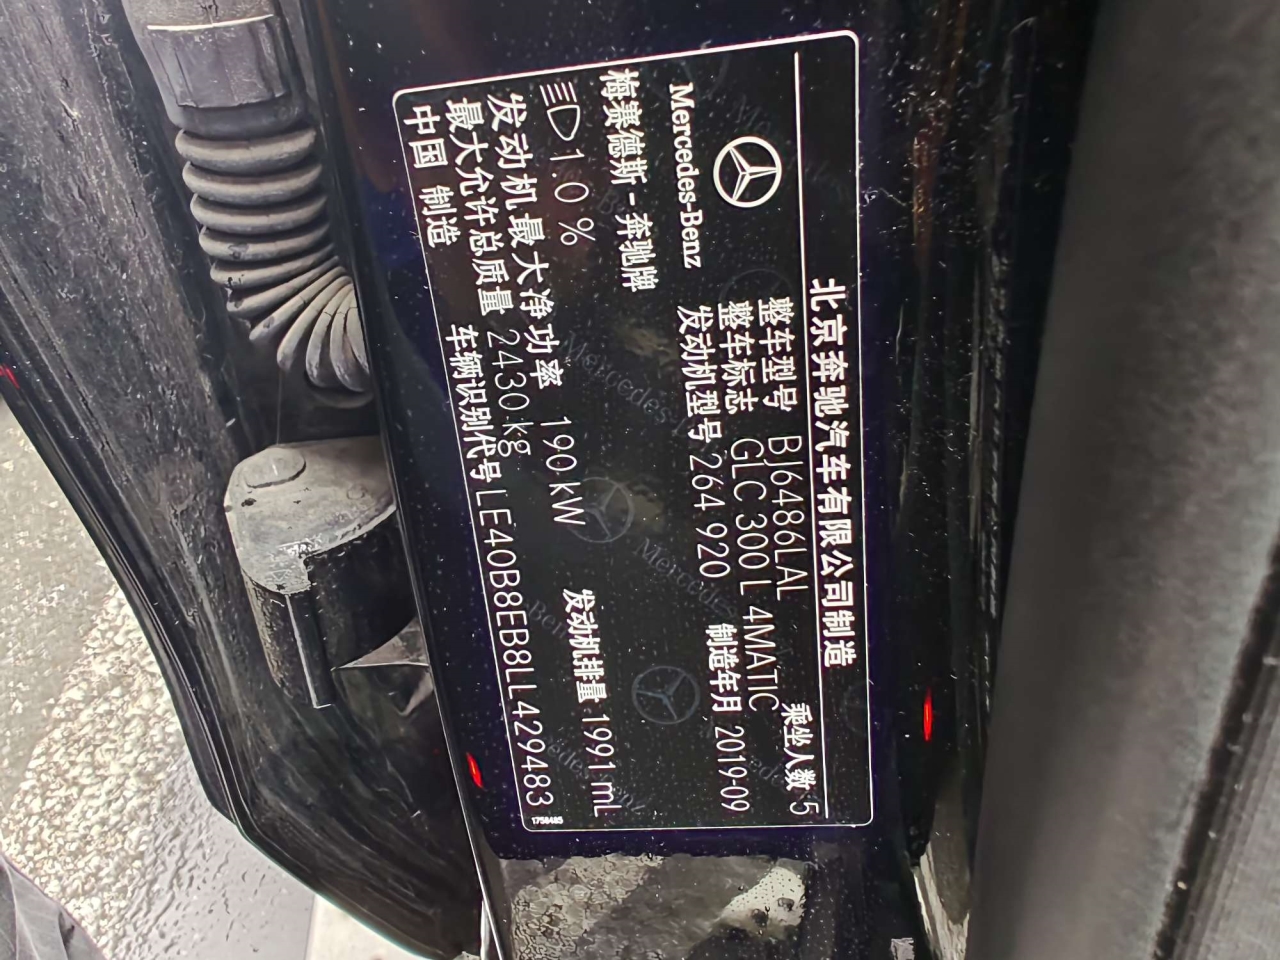 北京奔驰汽车有限公司制造
Mercedes-Benz
整车型号 BJ6486LAL 乘坐人数 5
整车标志 GLC 300 L 4MATIC
发动机型号 264 920 制造年月 2019-09
梅赛德斯-奔驰牌
1.0 %
发动机最大净功率 190 kW 发动机排量 1991 mL
最大允许总质量 2430 kg
中国 制造 车辆识别代号 LE40B8EB8LL429483
1758485